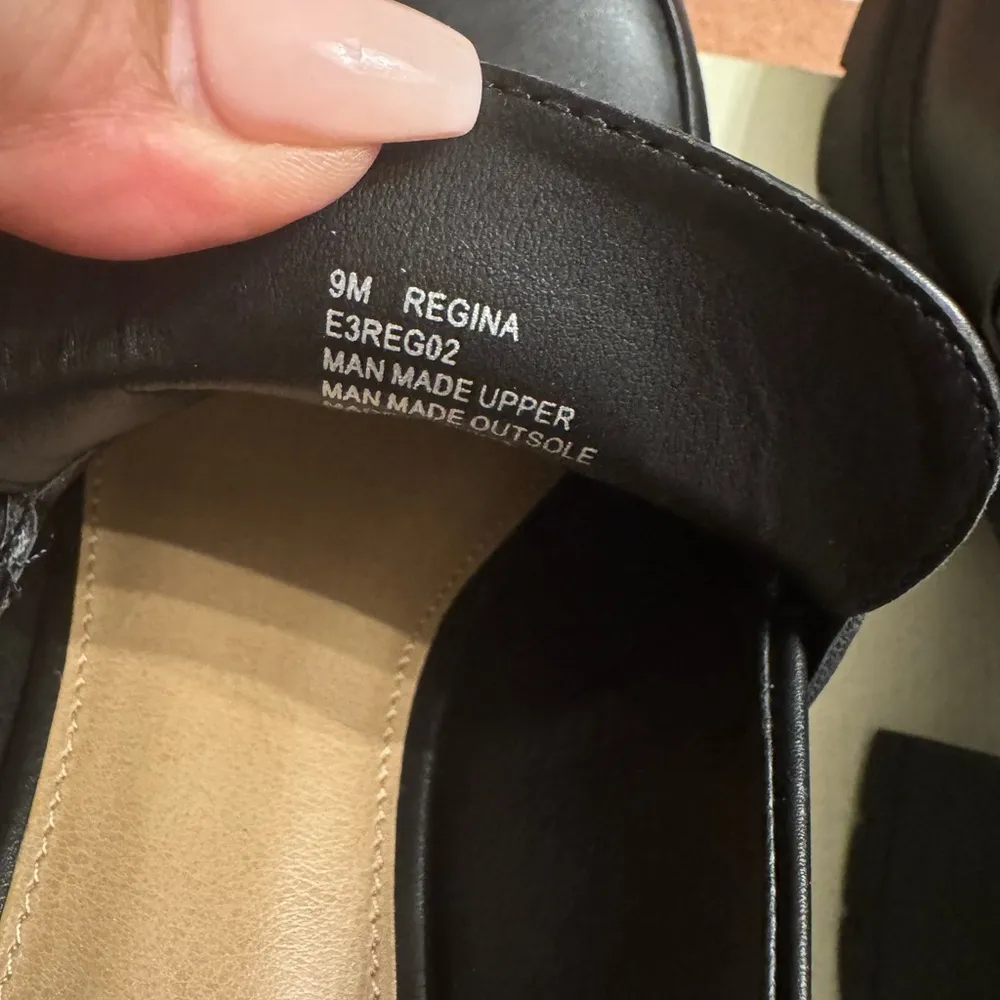 9M REGINA
E3REG02
MAN MADE UPPER
MAN MADE OUTSOLE